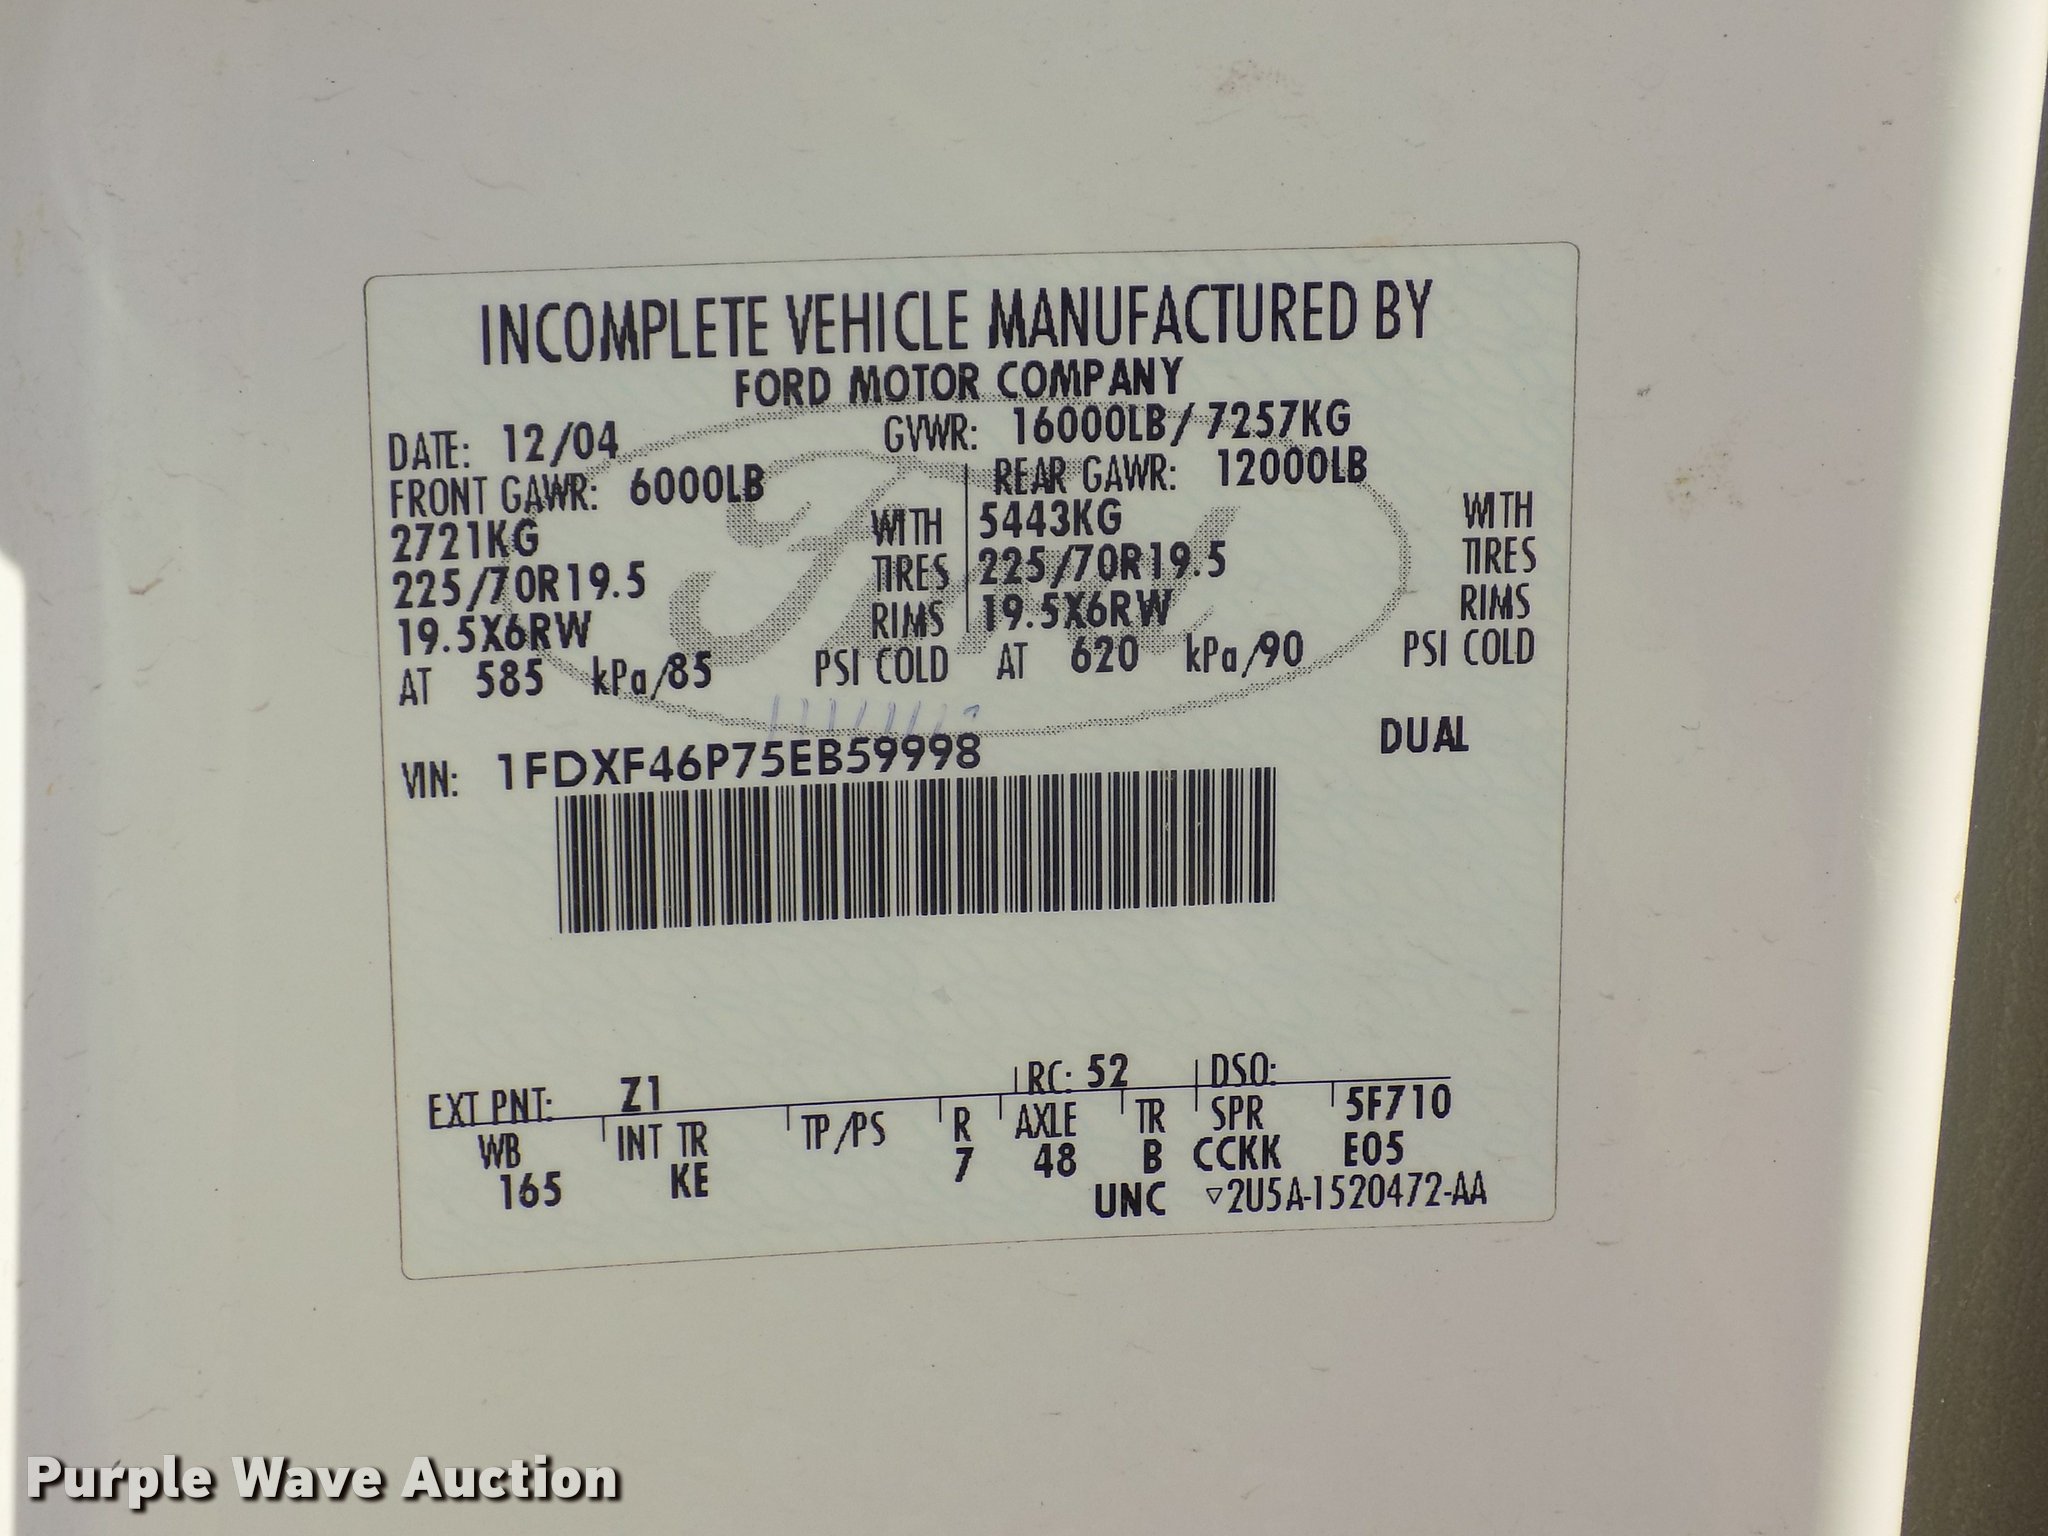 INCOMPLETE VEHICLE MANUFACTURED BY
FORD MOTOR COMPANY
DATE: 12/04 GVWR: 16000LB/ 7257KG
FRONT GAWR: 6000LB REAR GAWR: 12000LB
2721KG WITH 5443KG WITH
225/70R19.5 TIRES 225/70R19.5 TIRES
19.5X6RW RIMS 19.5X6RW RIMS
AT 585 kPa/85 PSI COLD AT 620 kPa/90 PSI COLD
DUAL
VIN: 1FDXF46P75EB59998
EXT PNT: Z1 RC: 52 DSO:
WB INT TR TP/PS R AXLE TR SPR 5F710
165 KE 7 48 B CCKK E05
UNC ▽2U5A-1520472-AA
Purple Wave Auction